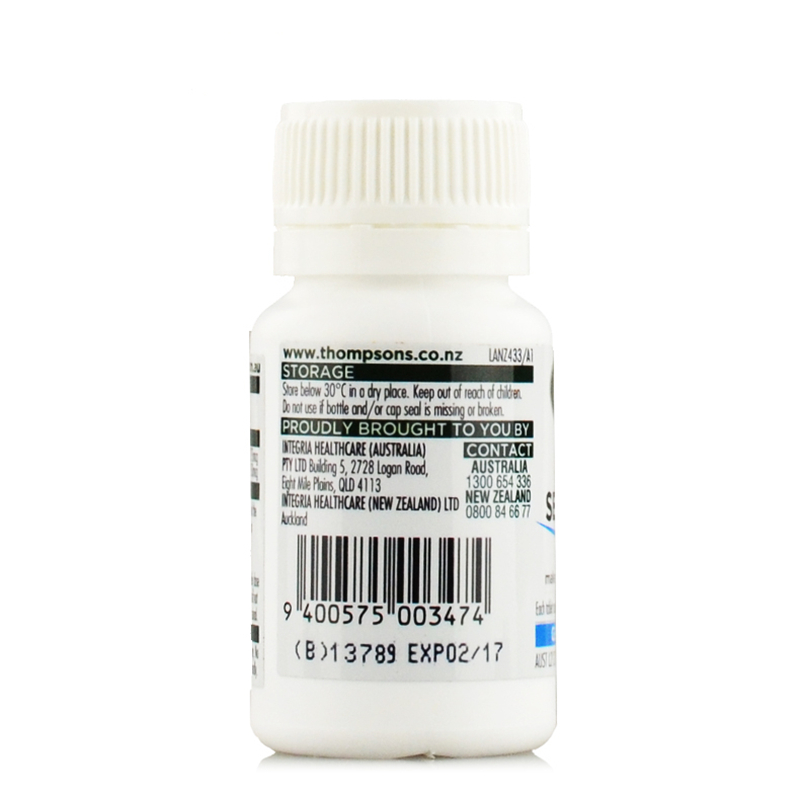 www.thompsons.co.nz
LANZ433/A1
STORAGE
Store below 30°C in a dry place. Keep out of reach of children.
Do not use if bottle and/or cap seal is missing or broken.
PROUDLY BROUGHT TO YOU BY
INTEGRIA HEALTHCARE (AUSTRALIA)
PTY LTD Building 5, 2728 Logan Road,
Eight Mile Plains, QLD 4113
INTEGRIA HEALTHCARE (NEW ZEALAND) LTD
Auckland
CONTACT
AUSTRALIA
1300 654 336
NEW ZEALAND
0800 84 66 77
9 400575 003474
(B)13789 EXP02/17
Each
AUST